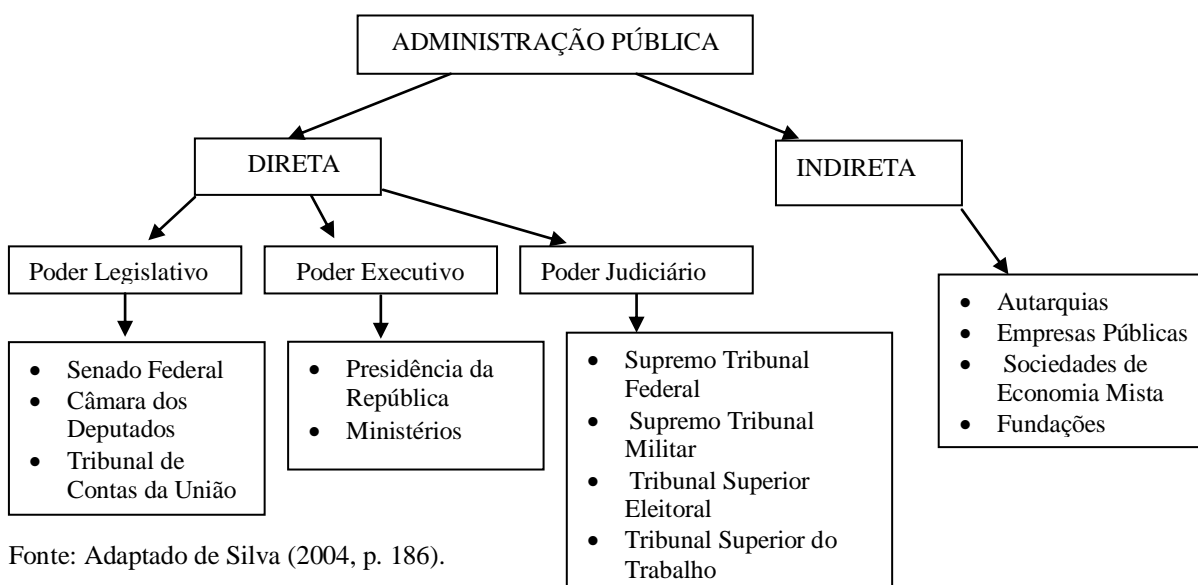 ADMINISTRAÇÃO PÚBLICA
DIRETA
INDIRETA
Poder Legislativo
Poder Executivo
Poder Judiciário
• Senado Federal
• Câmara dos
Deputados
• Tribunal de
Contas da União
• Presidência da
República
• Ministérios
• Supremo Tribunal
Federal
• Supremo Tribunal
Militar
• Tribunal Superior
Eleitoral
• Tribunal Superior do
Trabalho
• Autarquias
• Empresas Públicas
• Sociedades de
Economia Mista
• Fundações
Fonte: Adaptado de Silva (2004, p. 186).